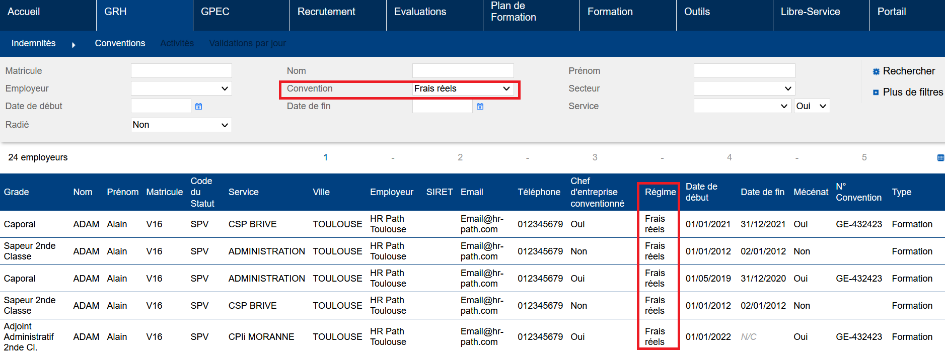 Accueil GRH GPEC Recrutement Evaluations Plan de Formation Formation Outils Libre-Service Portail
Indemnités Conventions Activités Validations par jour
Matricule Nom Prénom Rechercher
Employeur Convention Frais réels Secteur Plus de filtres
Date de début Date de fin Service Oui
Radié Non
24 employeurs 1 - 2 - 3 - 4 - 5
Grade Nom Prénom Matricule Code du Statut Service Ville Employeur SIRET Email Téléphone Chef d'entreprise conventionné Régime Date de début Date de fin Mécénat N° Convention Type
Caporal ADAM Alain V16 SPV CSP BRIVE TOULOUSE HR Path Toulouse Email@hr-path.com 012345679 Oui Frais réels 01/01/2021 31/12/2021 Oui GE-432423 Formation
Sapeur 2nde Classe ADAM Alain V16 SPV ADMINISTRATION TOULOUSE HR Path Toulouse Email@hr-path.com 012345679 Non Frais réels 01/01/2012 02/01/2012 Non Formation
Caporal ADAM Alain V16 SPV ADMINISTRATION TOULOUSE HR Path Toulouse Email@hr-path.com 012345679 Oui Frais réels 01/05/2019 31/12/2020 Oui GE-432423 Formation
Sapeur 2nde Classe ADAM Alain V16 SPV CSP BRIVE TOULOUSE HR Path Toulouse Email@hr-path.com 012345679 Non Frais réels 01/01/2012 02/01/2012 Non Formation
Adjoint Administratif 2nde Cl. ADAM Alain V16 SPV CPli MORANNE TOULOUSE HR Path Toulouse Email@hr-path.com 012345679 Oui Frais réels 01/01/2022 N/C Oui GE-432423 Formation